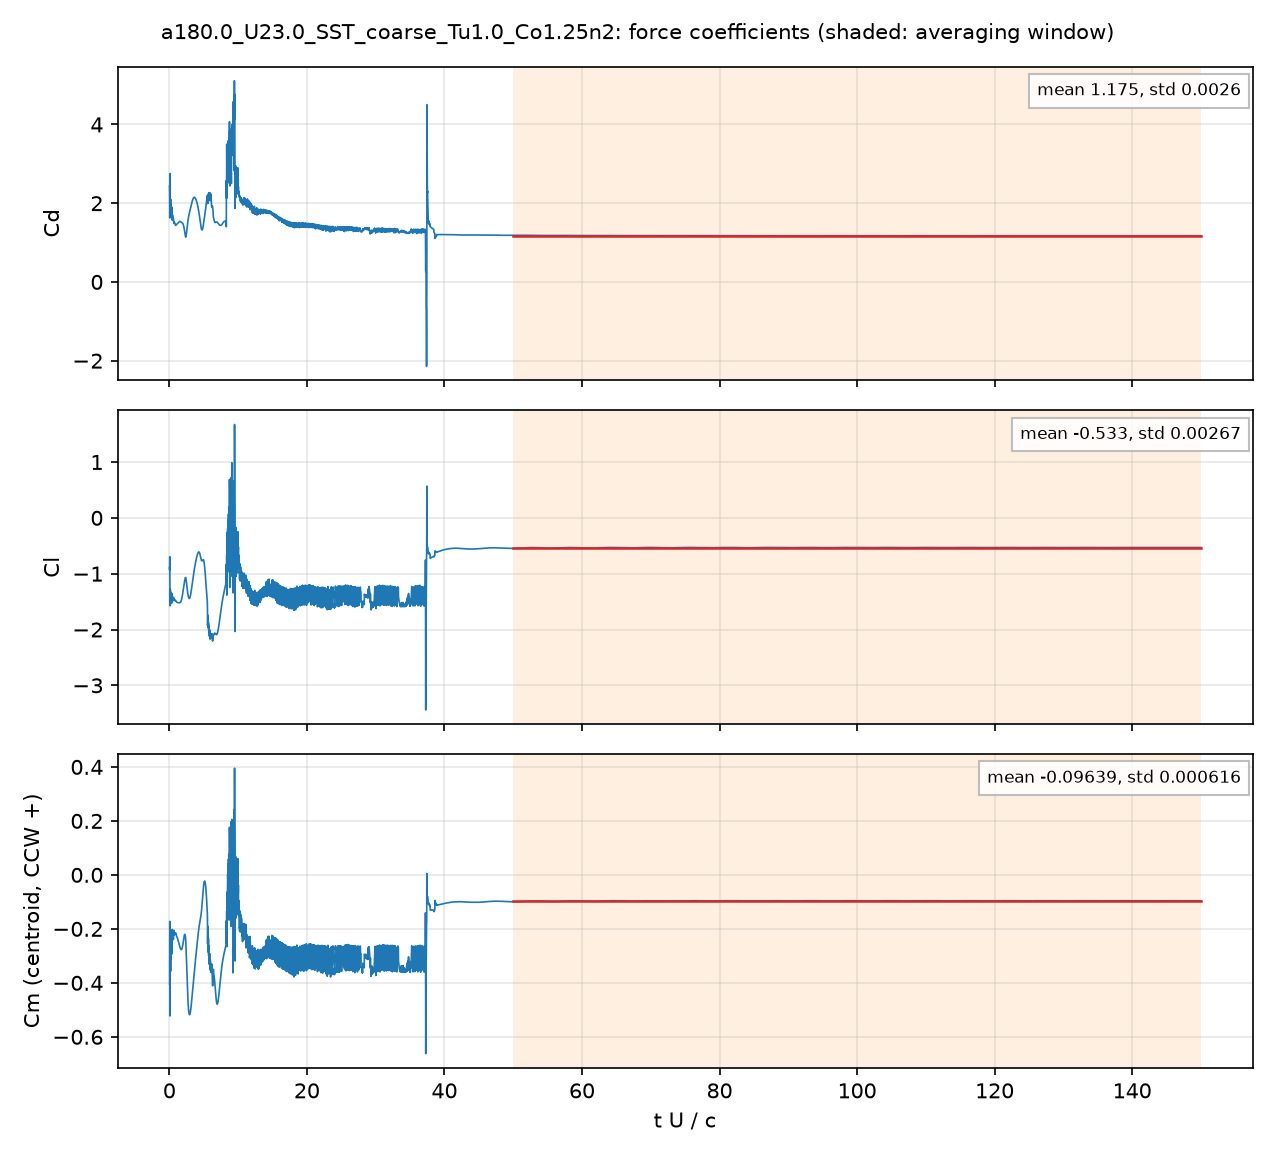 a180.0_U23.0_SST_coarse_Tu1.0_Co1.25n2: force coefficients (shaded: averaging window)
mean 1.175, std 0.0026
Cd
4
2
0
−2
mean -0.533, std 0.00267
Cl
1
0
−1
−2
−3
mean -0.09639, std 0.000616
Cm (centroid, CCW +)
0.4
0.2
0.0
−0.2
−0.4
−0.6
0 20 40 60 80 100 120 140
t U / c